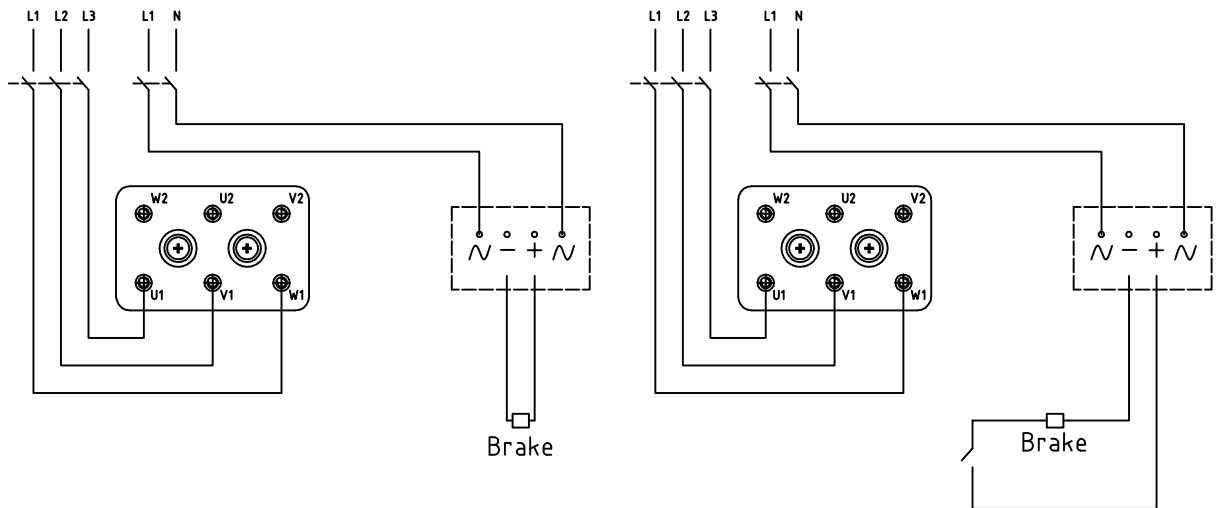 L1 L2 L3 L1 N
W2 U2 V2
∿ − + ∿
U1 V1 W1
Brake
L1 L2 L3 L1 N
W2 U2 V2
∿ − + ∿
U1 V1 W1
Brake